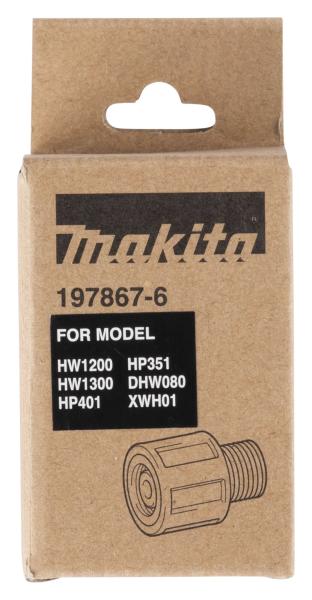 makita
197867-6
FOR MODEL
HW1200 HP351
HW1300 DHW080
HP401 XWH01